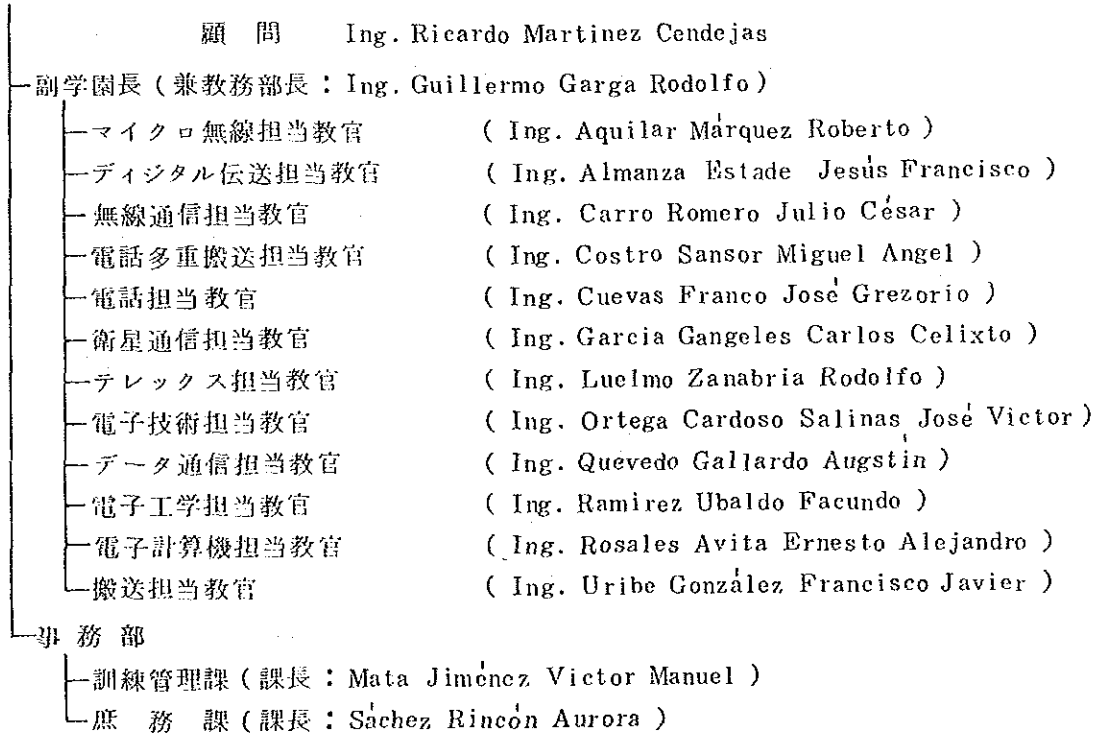 顧 問 Ing. Ricardo Martinez Cendejas
副学園長 ( 兼教務部長 : Ing. Guillermo Garga Rodolfo )
マイクロ無線担当教官 ( Ing. Aquilar Márquez Roberto )
ディジタル伝送担当教官 ( Ing. Almanza Estade Jesús Francisco )
無線通信担当教官 ( Ing. Carro Romero Julio César )
電話多重搬送担当教官 ( Ing. Costro Sansor Miguel Angel )
電話担当教官 ( Ing. Cuevas Franco José Grezorio )
衛星通信担当教官 ( Ing. Garcia Gangeles Carlos Celixto )
テレックス担当教官 ( Ing. Luelmo Zanabria Rodolfo )
電子技術担当教官 ( Ing. Ortega Cardoso Salinas José Victor )
データ通信担当教官 ( Ing. Quevedo Gallardo Augstín )
電子工学担当教官 ( Ing. Ramirez Ubaldo Facundo )
電子計算機担当教官 ( Ing. Rosales Avita Ernesto Alejandro )
搬送担当教官 ( Ing. Uribe González Francisco Javier )
事 務 部
訓練管理課 ( 課長 : Mata Jiménez Victor Manuel )
庶 務 課 ( 課長 : Sáchez Rincón Aurora )